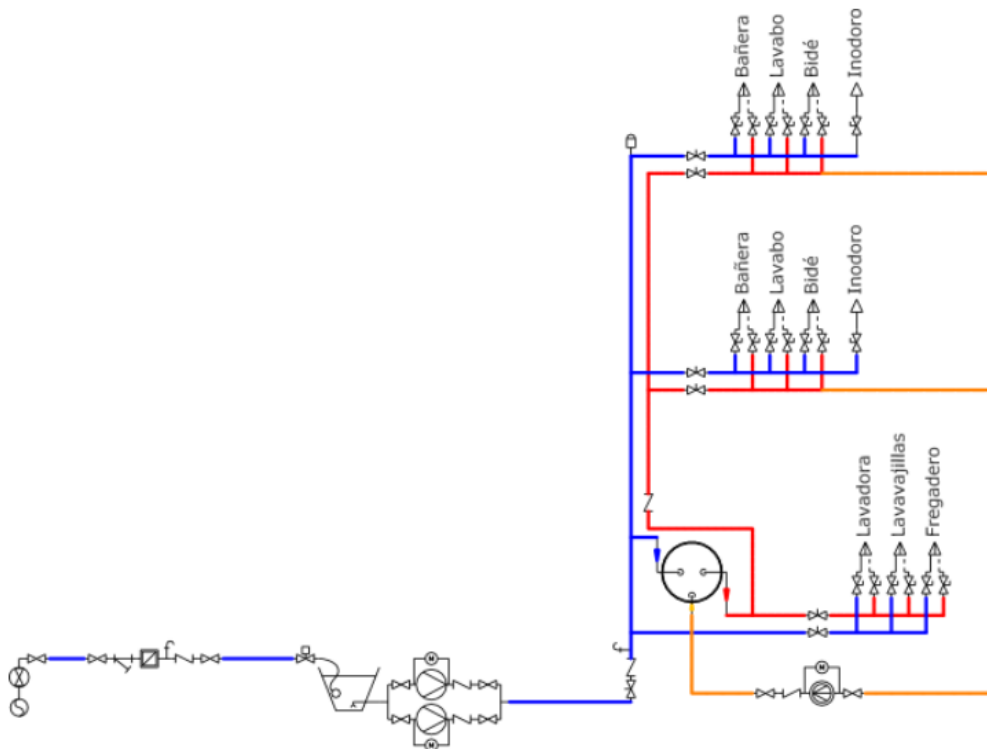 Bañera
Lavabo
Bidé
Inodoro
Bañera
Lavabo
Bidé
Inodoro
Lavadora
Lavavajillas
Fregadero
M
M
M